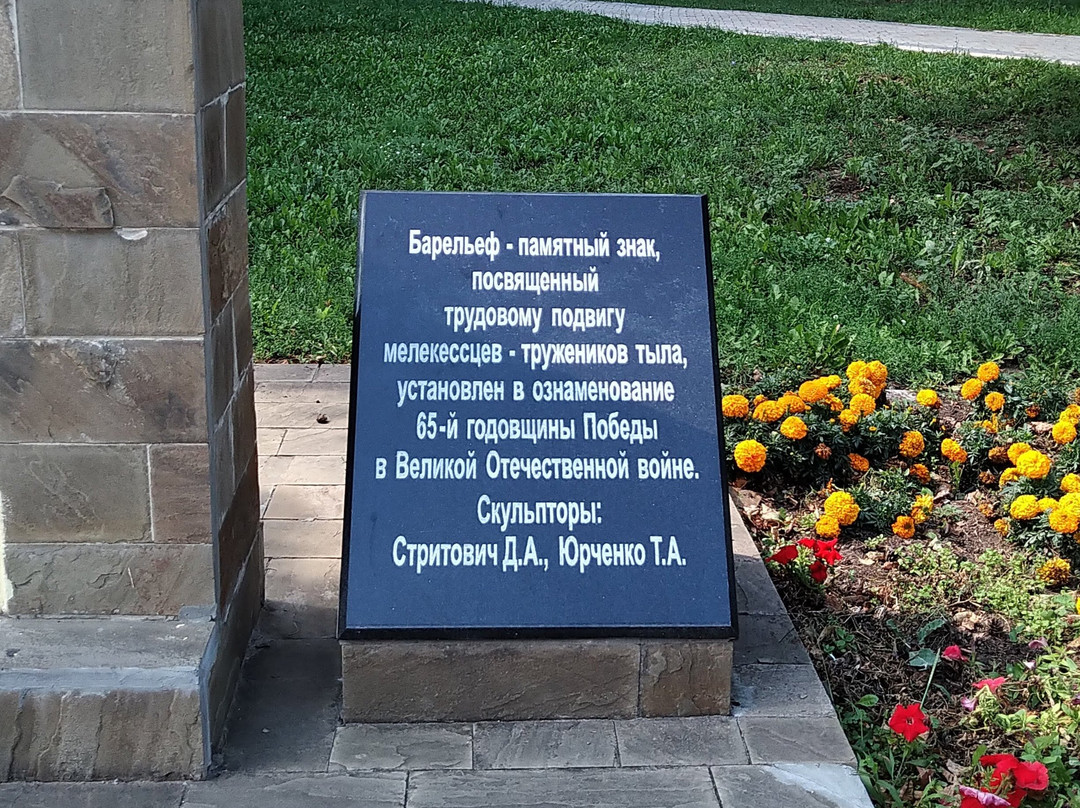 Барельеф - памятный знак,
посвященный
трудовому подвигу
мелекессцев - тружеников тыла,
установлен в ознаменование
65-й годовщины Победы
в Великой Отечественной войне.
Скульпторы:
Стритович Д.А., Юрченко Т.А.